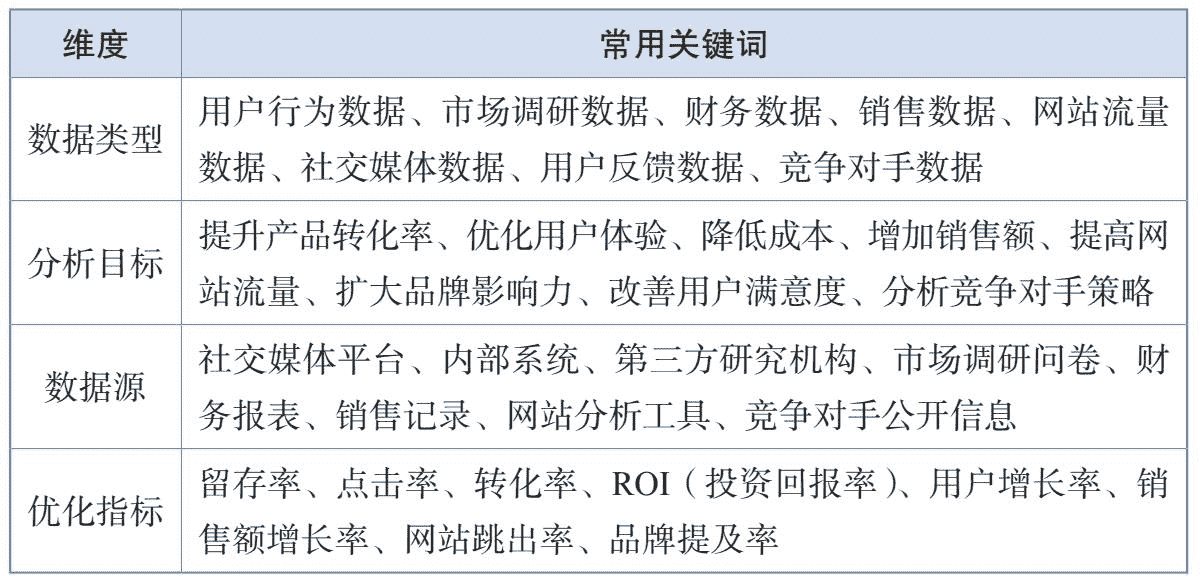 维度
常用关键词
数据类型
用户行为数据、市场调研数据、财务数据、销售数据、网站流量
数据、社交媒体数据、用户反馈数据、竞争对手数据
分析目标
提升产品转化率、优化用户体验、降低成本、增加销售额、提高网
站流量、扩大品牌影响力、改善用户满意度、分析竞争对手策略
数据源
社交媒体平台、内部系统、第三方研究机构、市场调研问卷、财
务报表、销售记录、网站分析工具、竞争对手公开信息
优化指标
留存率、点击率、转化率、ROI（投资回报率）、用户增长率、销
售额增长率、网站跳出率、品牌提及率